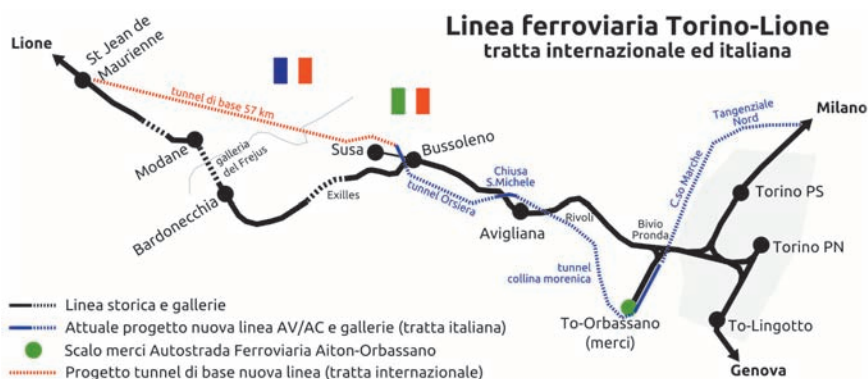 Linea ferroviaria Torino-Lione
tratta internazionale ed italiana
Lione
St Jean de
Maurienne
tunnel di base 57 km
Modane
galleria
del Frejus
Bardonecchia
Exilles
Susa
Bussoleno
tunnel Orsiera
Chiusa
S.Michele
Avigliana
Rivoli
tunnel
collina morenica
Bivio
Pronda
C.so Marche
Tangenziale
Nord
Milano
Torino PS
Torino PN
To-Lingotto
Genova
To-Orbassano
(merci)
Linea storica e gallerie
Attuale progetto nuova linea AV/AC e gallerie (tratta italiana)
Scalo merci Autostrada Ferroviaria Aiton-Orbassano
Progetto tunnel di base nuova linea (tratta internazionale)